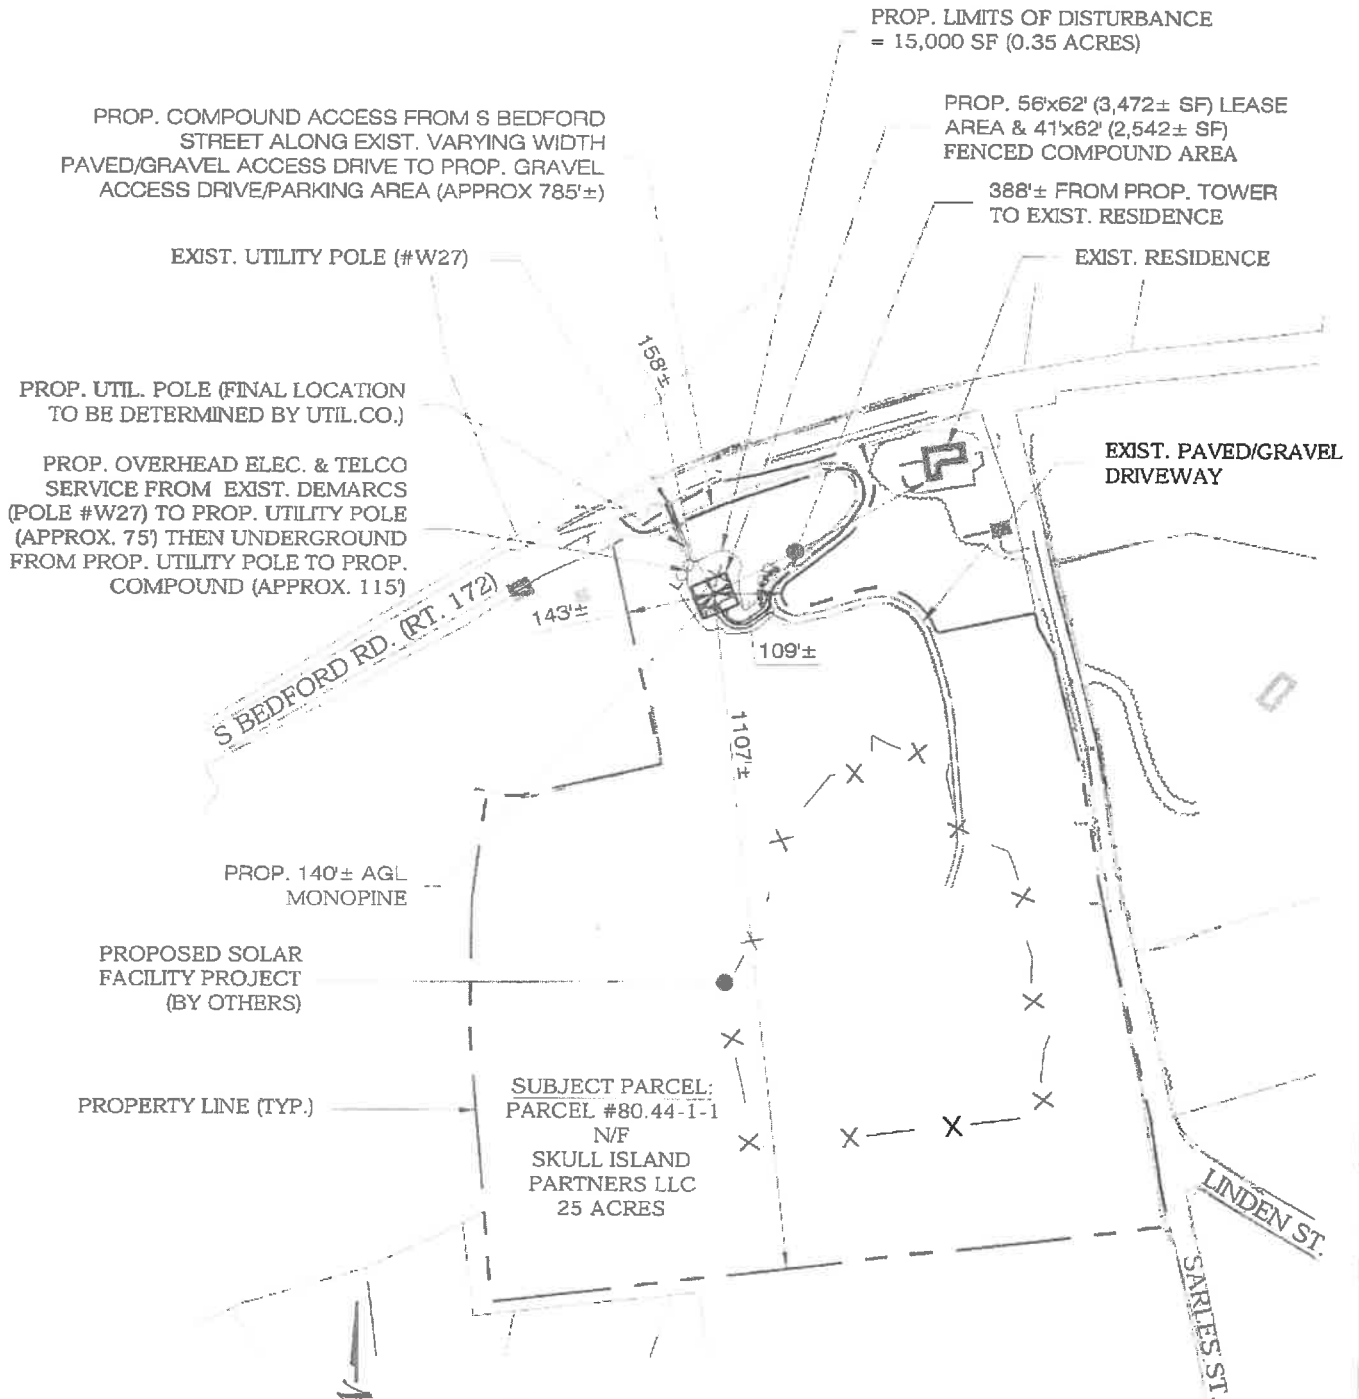 PROP. LIMITS OF DISTURBANCE
= 15,000 SF (0.35 ACRES)
PROP. COMPOUND ACCESS FROM S BEDFORD
STREET ALONG EXIST. VARYING WIDTH
PAVED/GRAVEL ACCESS DRIVE TO PROP. GRAVEL
ACCESS DRIVE/PARKING AREA (APPROX 785'±)
PROP. 56'x62' (3,472± SF) LEASE
AREA & 41'x62' (2,542± SF)
FENCED COMPOUND AREA
388'± FROM PROP. TOWER
TO EXIST. RESIDENCE
EXIST. UTILITY POLE (#W27)
EXIST. RESIDENCE
158'±
PROP. UTIL. POLE (FINAL LOCATION
TO BE DETERMINED BY UTIL.CO.)
EXIST. PAVED/GRAVEL
DRIVEWAY
PROP. OVERHEAD ELEC. & TELCO
SERVICE FROM EXIST. DEMARCS
(POLE #W27) TO PROP. UTILITY POLE
(APPROX. 75') THEN UNDERGROUND
FROM PROP. UTILITY POLE TO PROP.
COMPOUND (APPROX. 115')
143'±
109'±
S BEDFORD RD. (RT. 172)
1107'±
PROP. 140'± AGL
MONOPINE
PROPOSED SOLAR
FACILITY PROJECT
(BY OTHERS)
PROPERTY LINE (TYP.)
SUBJECT PARCEL:
PARCEL #80.44-1-1
N/F
SKULL ISLAND
PARTNERS LLC
25 ACRES
LINDEN ST.
SARLES ST.